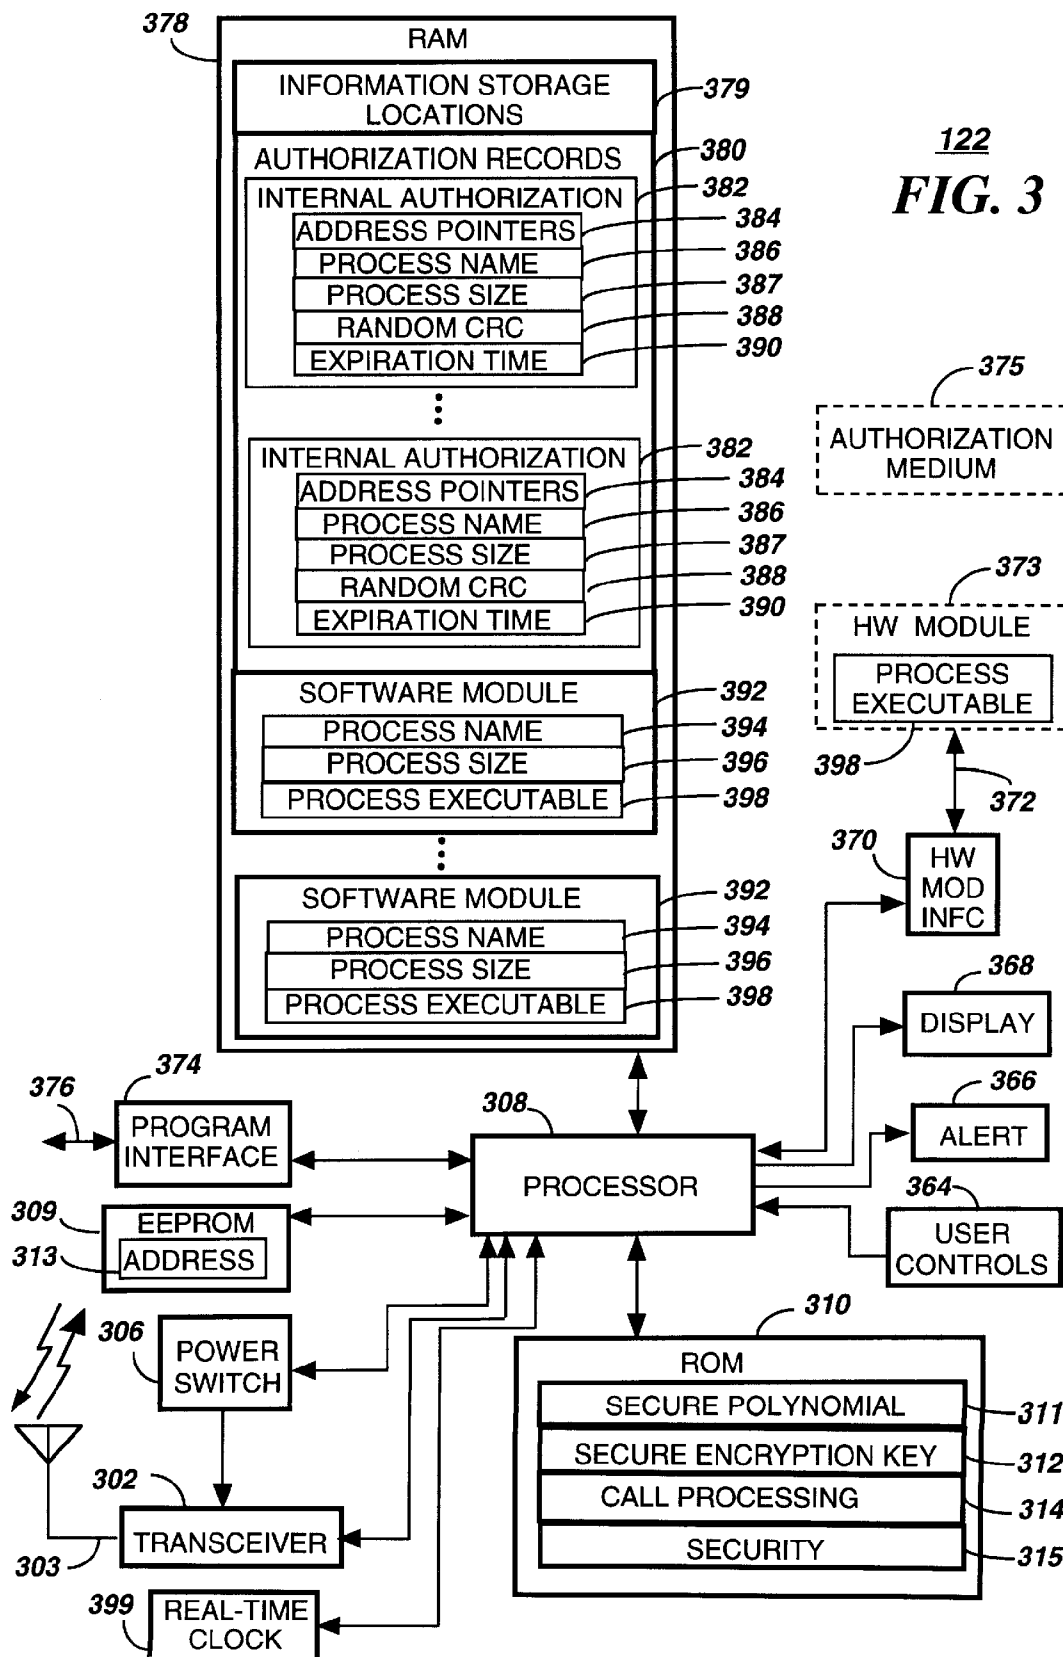 378
RAM
INFORMATION STORAGE
LOCATIONS
379
AUTHORIZATION RECORDS
380
122
FIG. 3
INTERNAL AUTHORIZATION
382
ADDRESS POINTERS
384
PROCESS NAME
386
PROCESS SIZE
387
RANDOM CRC
388
EXPIRATION TIME
390
375
AUTHORIZATION
MEDIUM
INTERNAL AUTHORIZATION
382
ADDRESS POINTERS
384
PROCESS NAME
386
PROCESS SIZE
387
RANDOM CRC
388
EXPIRATION TIME
390
373
HW MODULE
PROCESS
EXECUTABLE
398
372
SOFTWARE MODULE
392
PROCESS NAME
394
PROCESS SIZE
396
PROCESS EXECUTABLE
398
370
HW
MOD
INFC
SOFTWARE MODULE
392
PROCESS NAME
394
PROCESS SIZE
396
PROCESS EXECUTABLE
398
368
DISPLAY
374
376
PROGRAM
INTERFACE
308
PROCESSOR
366
ALERT
364
USER
CONTROLS
309
EEPROM
313
ADDRESS
306
POWER
SWITCH
310
ROM
SECURE POLYNOMIAL
311
SECURE ENCRYPTION KEY
312
CALL PROCESSING
314
SECURITY
315
302
TRANSCEIVER
303
399
REAL-TIME
CLOCK